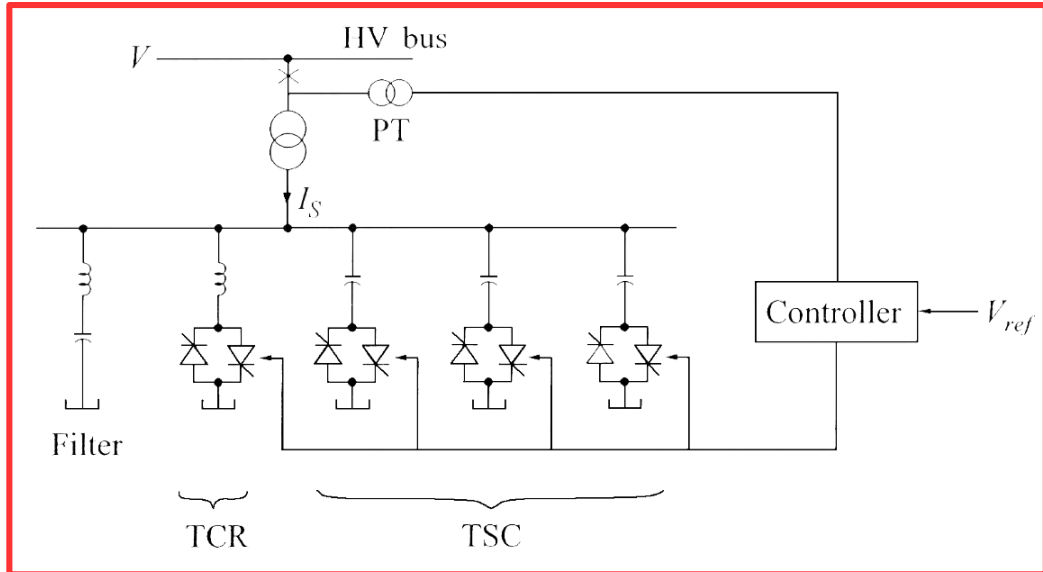 HV bus
V
PT
I_S
Controller
V_ref
Filter
TCR
TSC